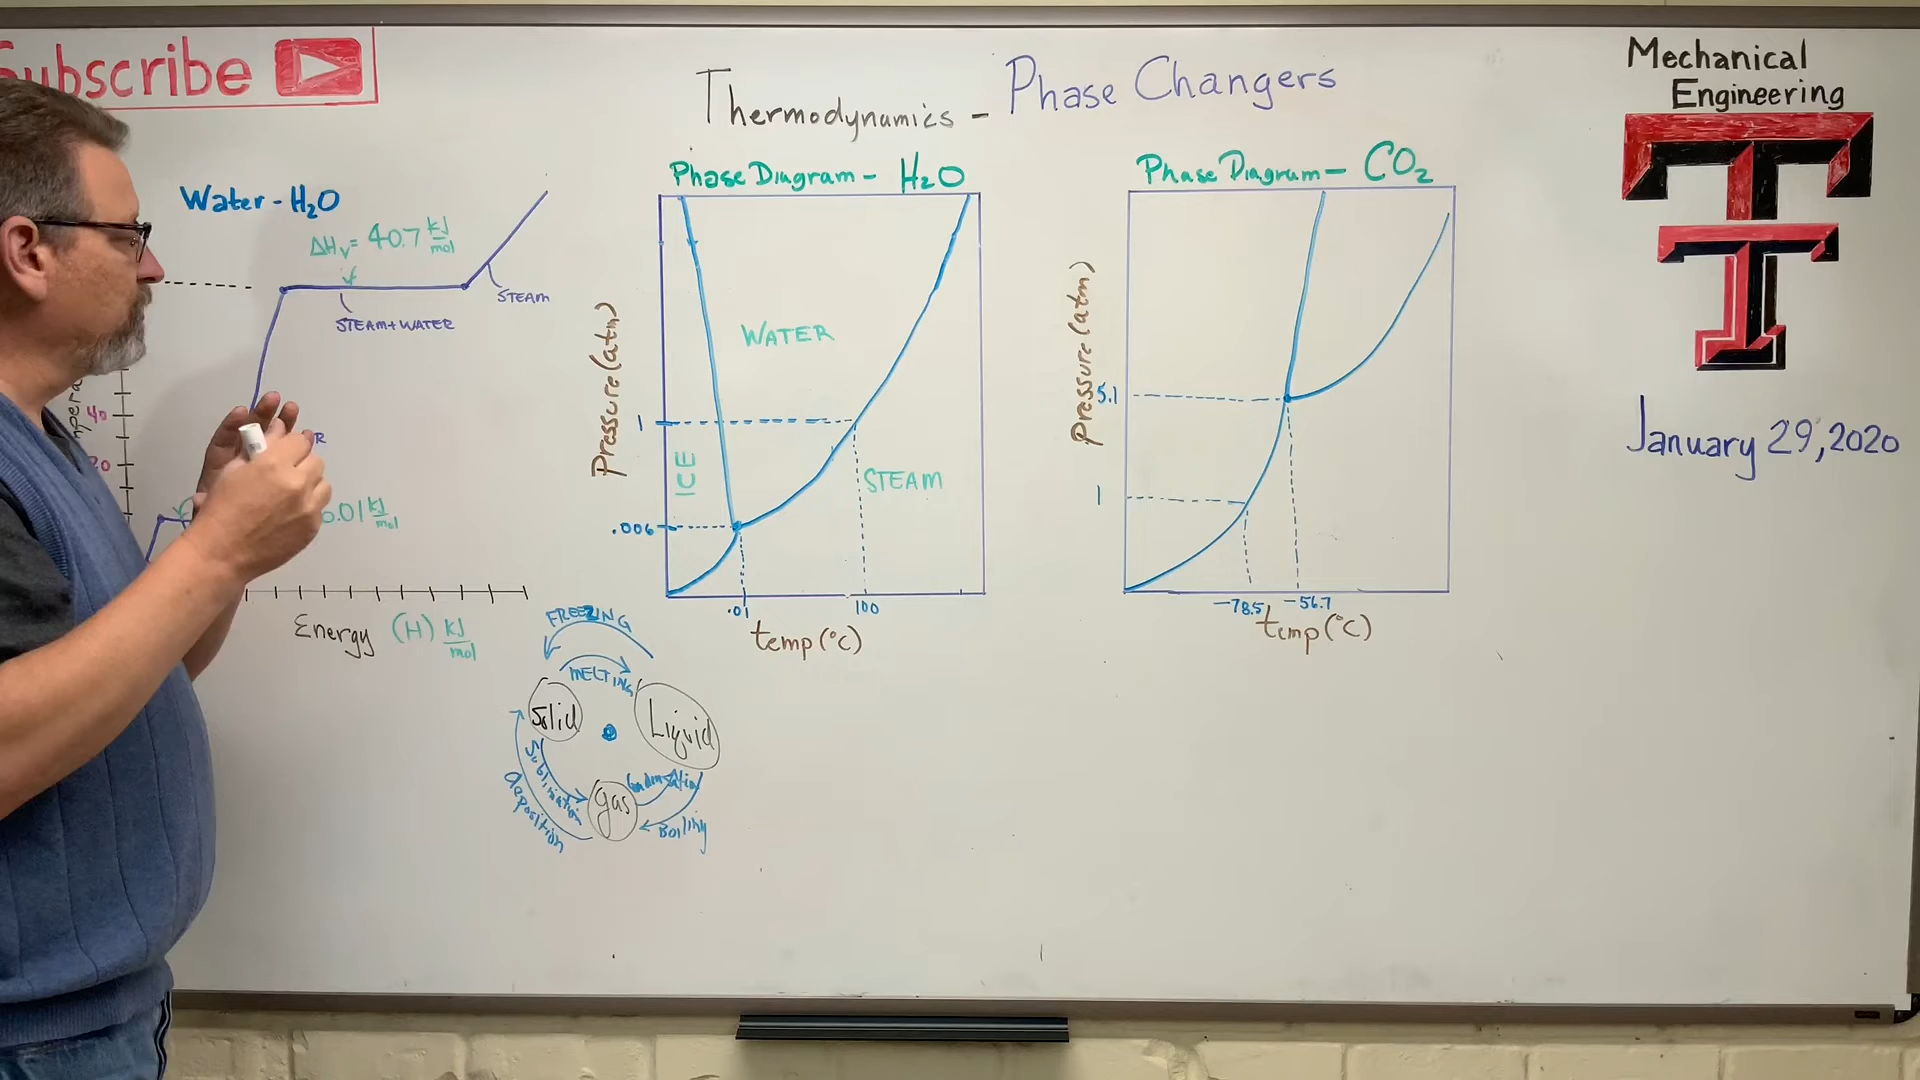 Subscribe
Thermodynamics - Phase Changers
Mechanical
Engineering
TT
January 29, 2020
Water - H₂O
ΔHv = 40.7 kJ/mol
STEAM
STEAM+WATER
40
20
6.01 kJ/mol
Energy (H) kJ/mol
Phase Diagram - H₂O
Pressure (atm)
WATER
1
ICE
STEAM
.006
.01
100
temp (°C)
Phase Diagram - CO₂
Pressure (atm)
5.1
1
-78.5
-56.7
temp (°C)
FREEZING
MELTING
Solid
Liquid
Sublimation
deposition
gas
Condensation
Boiling